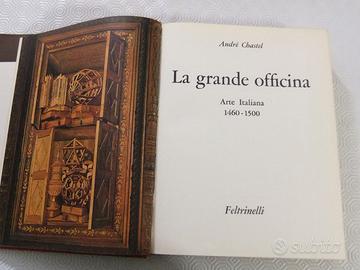 André Chastel
La grande officina
Arte Italiana
1460-1500
Feltrinelli
subito